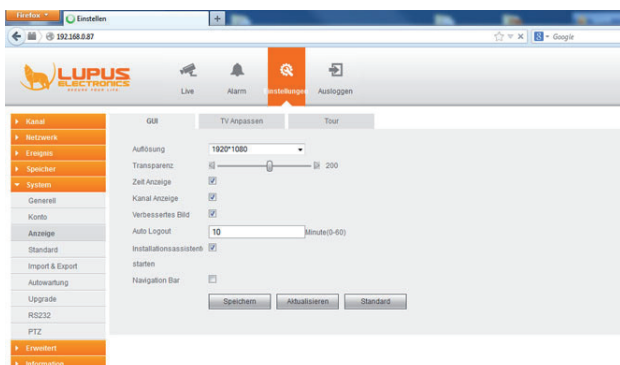 Firefox
Einstellen
192.168.0.87
Google
LUPUS
ELECTRONICS
Live
Alarm
Einstellungen
Ausloggen
Kanal
Netzwerk
Ereignis
Speicher
System
Generell
Konto
Anzeige
Standard
Import & Export
Autowartung
Upgrade
RS232
PTZ
Erweitert
Information
GUI
TV Anpassen
Tour
Auflösung
1920*1080
Transparenz
200
Zeit Anzeige
Kanal Anzeige
Verbessertes Bild
Auto Logout
10
Minute(0-60)
Installationsassistent
starten
Navigation Bar
Speichern
Aktualisieren
Standard